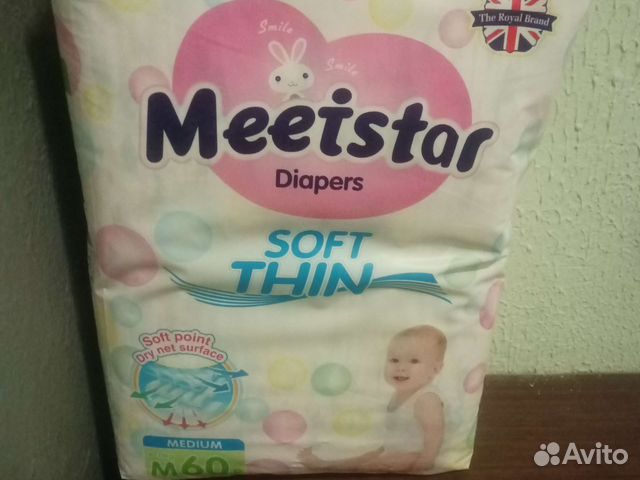 The Royal Brand
Smile
Smile
Meeistar
Diapers
SOFT
THIN
Soft point
Dry net surface
MEDIUM
M60
Avito